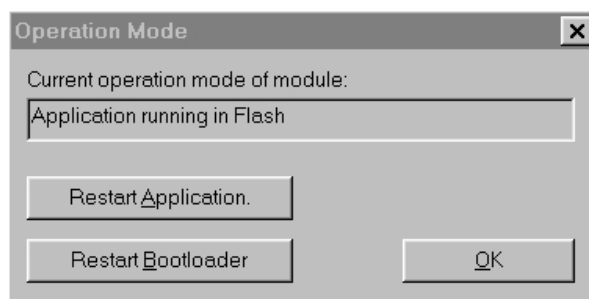 Operation Mode
Current operation mode of module:
Application running in Flash
Restart Application.
Restart Bootloader
OK